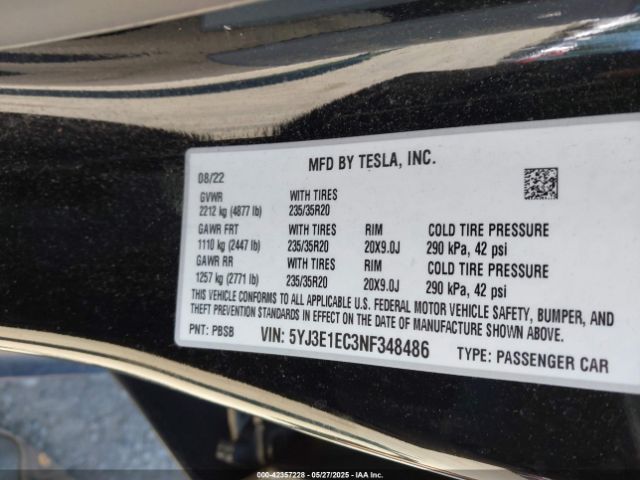 MFD BY TESLA, INC.
08/22
GVWR WITH TIRES
2212 kg (4877 lb) 235/35R20
GAWR FRT WITH TIRES RIM COLD TIRE PRESSURE
1110 kg (2447 lb) 235/35R20 20X9.0J 290 kPa, 42 psi
GAWR RR WITH TIRES RIM COLD TIRE PRESSURE
1257 kg (2771 lb) 235/35R20 20X9.0J 290 kPa, 42 psi
THIS VEHICLE CONFORMS TO ALL APPLICABLE U.S. FEDERAL MOTOR VEHICLE SAFETY, BUMPER, AND
THEFT PREVENTION STANDARDS IN EFFECT ON THE DATE OF MANUFACTURE SHOWN ABOVE.
PNT: PBSB VIN: 5YJ3E1EC3NF348486 TYPE: PASSENGER CAR
000-42357228 - 05/27/2025 - IAA Inc.